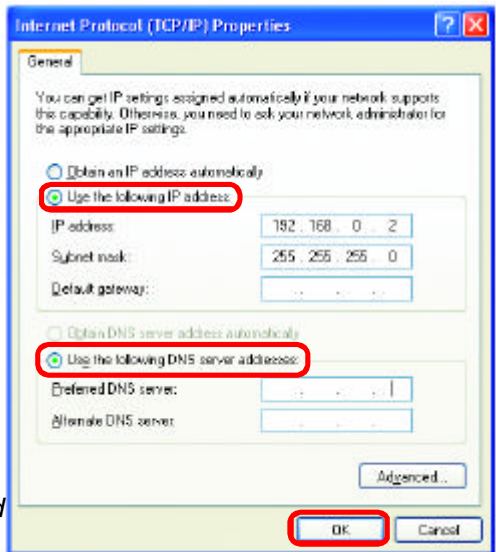 Internet Protocol (TCP/IP) Properties
General
You can get IP settings assigned automatically if your network supports
this capability. Otherwise, you need to ask your network administrator for
the appropriate IP settings.
Obtain an IP address automatically
Use the following IP address:
IP address:
192 . 168 . 0 . 2
Subnet mask:
255 . 255 . 255 . 0
Default gateway:
. . .
Obtain DNS server address automatically
Use the following DNS server addresses:
Preferred DNS server:
. . .
Alternate DNS server:
. . .
Advanced...
OK
Cancel